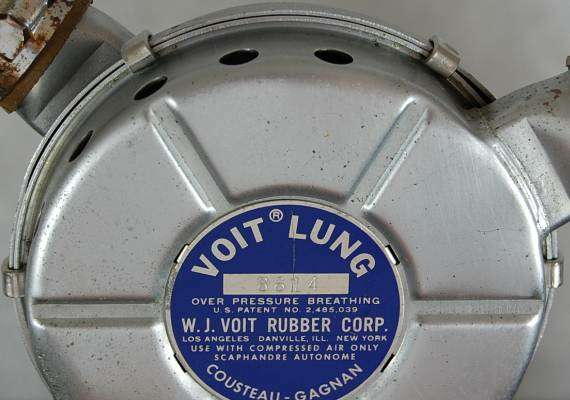 VOIT® LUNG
8814
OVER PRESSURE BREATHING
U.S. PATENT NO. 2,485,039
W. J. VOIT RUBBER CORP.
LOS ANGELES DANVILLE, ILL. NEW YORK
USE WITH COMPRESSED AIR ONLY
SCAPHANDRE AUTONOME
COUSTEAU - GAGNAN